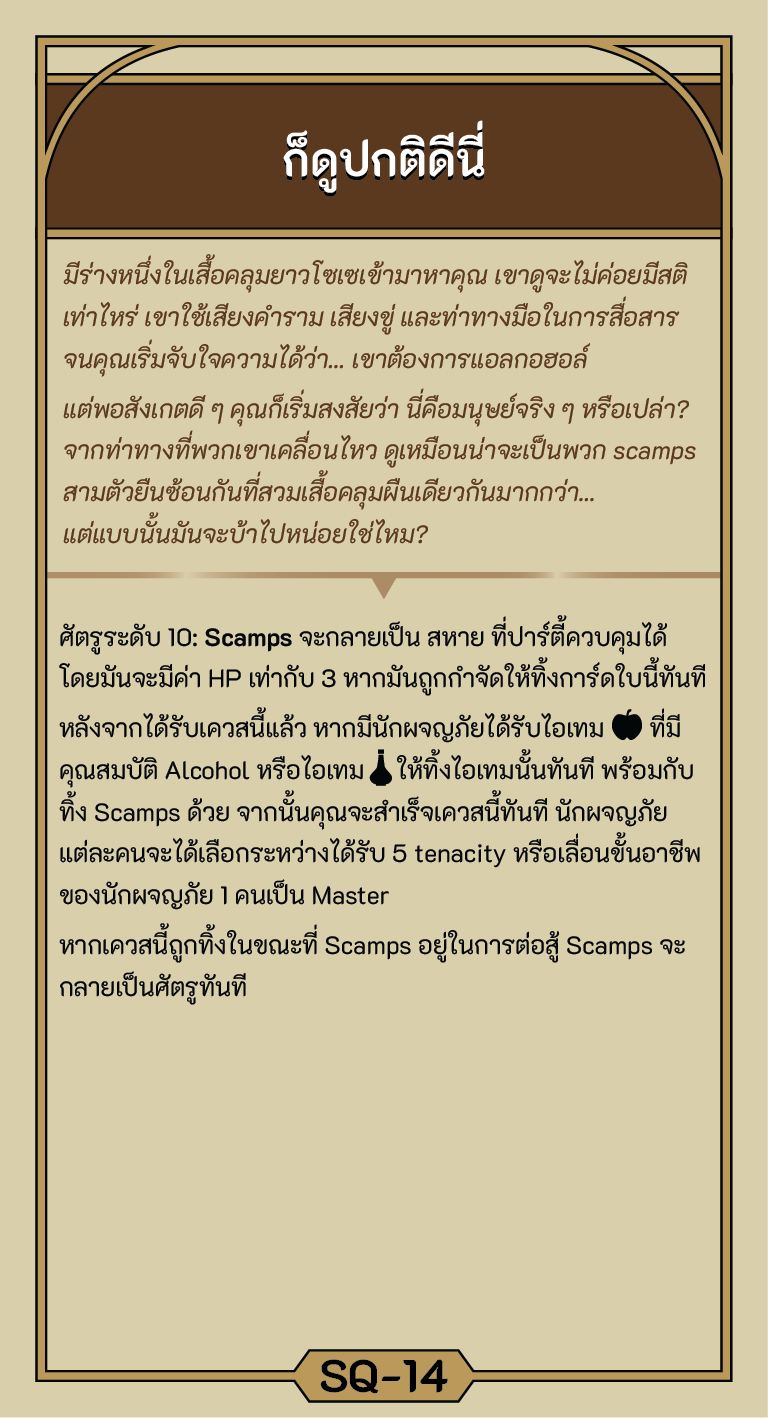 ก็ดูปกติดีนี่
มีร่างหนึ่งในเสื้อคลุมยาวโซเซเข้ามาหาคุณ เขาดูจะไม่ค่อยมีสติ
เท่าไหร่ เขาใช้เสียงคำราม เสียงขู่ และท่าทางมือในการสื่อสาร
จนคุณเริ่มจับใจความได้ว่า... เขาต้องการแอลกอฮอล์
แต่พอสังเกตดี ๆ คุณก็เริ่มสงสัยว่า นี่คือมนุษย์จริง ๆ หรือเปล่า?
จากท่าทางที่พวกเขาเคลื่อนไหว ดูเหมือนน่าจะเป็นพวก scamps
สามตัวยืนซ้อนกันที่สวมเสื้อคลุมผืนเดียวกันมากกว่า...
แต่แบบนั้นมันจะบ้าไปหน่อยใช่ไหม?
ศัตรูระดับ 10: Scamps จะกลายเป็น สหาย ที่ปาร์ตี้ควบคุมได้
โดยมันจะมีค่า HP เท่ากับ 3 หากมันถูกกำจัดให้ทิ้งการ์ดใบนี้ทันที
หลังจากได้รับเควสนี้แล้ว หากมีนักผจญภัยได้รับไอเทม ที่มี
คุณสมบัติ Alcohol หรือไอเทม ให้ทิ้งไอเทมนั้นทันที พร้อมกับ
ทิ้ง Scamps ด้วย จากนั้นคุณจะสำเร็จเควสนี้ทันที นักผจญภัย
แต่ละคนจะได้เลือกระหว่างได้รับ 5 tenacity หรือเลื่อนขั้นอาชีพ
ของนักผจญภัย 1 คนเป็น Master
หากเควสนี้ถูกทิ้งในขณะที่ Scamps อยู่ในการต่อสู้ Scamps จะ
กลายเป็นศัตรูทันที
SQ-14